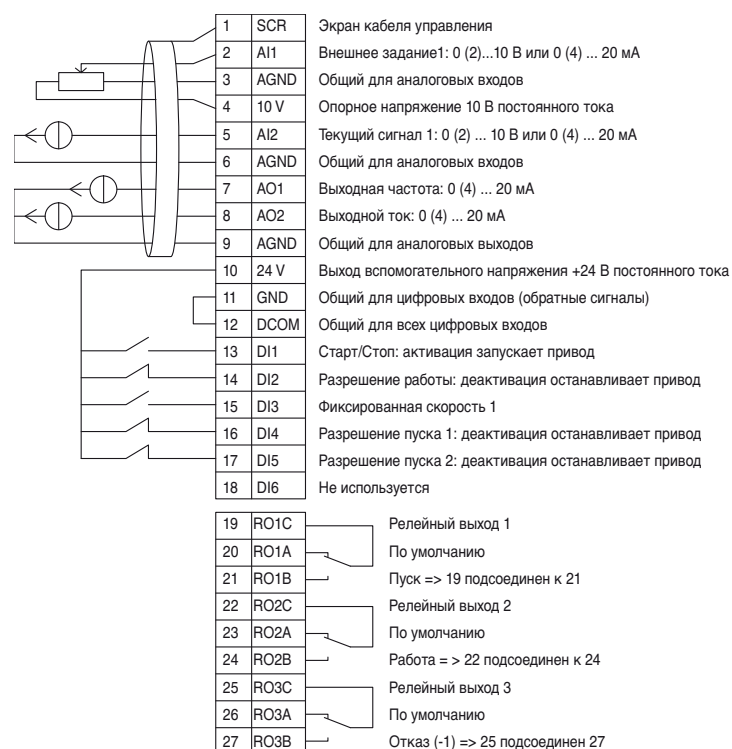 1 SCR Экран кабеля управления
2 AI1 Внешнее задание1: 0 (2)...10 В или 0 (4) ... 20 мА
3 AGND Общий для аналоговых входов
4 10 V Опорное напряжение 10 В постоянного тока
5 AI2 Текущий сигнал 1: 0 (2) ... 10 В или 0 (4) ... 20 мА
6 AGND Общий для аналоговых входов
7 AO1 Выходная частота: 0 (4) ... 20 мА
8 AO2 Выходной ток: 0 (4) ... 20 мА
9 AGND Общий для аналоговых выходов
10 24 V Выход вспомогательного напряжения +24 В постоянного тока
11 GND Общий для цифровых входов (обратные сигналы)
12 DCOM Общий для всех цифровых входов
13 DI1 Старт/Стоп: активация запускает привод
14 DI2 Разрешение работы: деактивация останавливает привод
15 DI3 Фиксированная скорость 1
16 DI4 Разрешение пуска 1: деактивация останавливает привод
17 DI5 Разрешение пуска 2: деактивация останавливает привод
18 DI6 Не используется
19 RO1C Релейный выход 1
20 RO1A По умолчанию
21 RO1B Пуск => 19 подсоединен к 21
22 RO2C Релейный выход 2
23 RO2A По умолчанию
24 RO2B Работа = > 22 подсоединен к 24
25 RO3C Релейный выход 3
26 RO3A По умолчанию
27 RO3B Отказ (-1) => 25 подсоединен 27